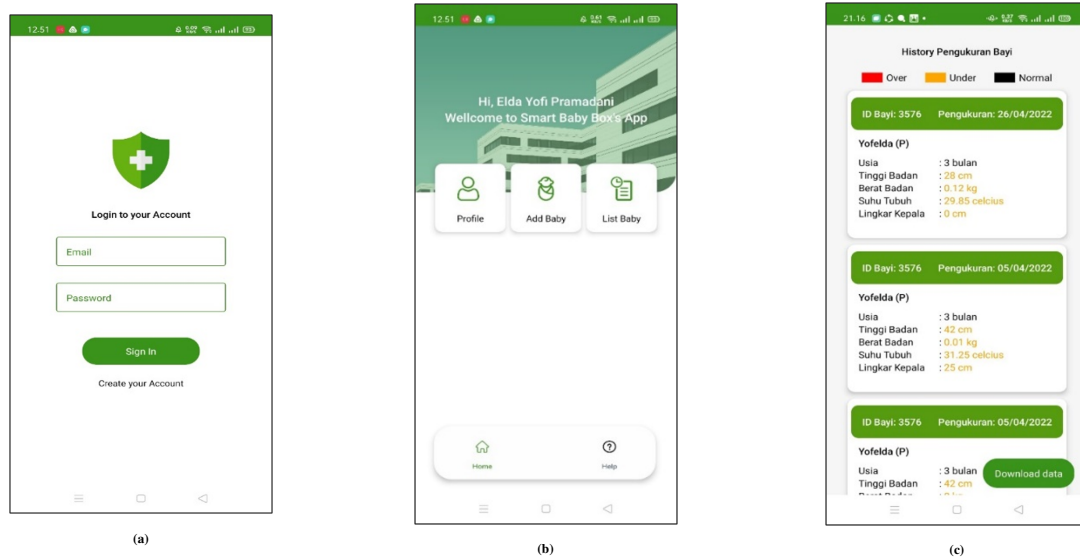 12.51
Login to your Account
Email
Password
Sign In
Create your Account
(a)
12.51
Hi, Elda Yofi Pramadani
Wellcome to Smart Baby Box's App
Profile
Add Baby
List Baby
Home
Help
(b)
21.16
History Pengukuran Bayi
Over Under Normal
ID Bayi: 3576 Pengukuran: 26/04/2022
Yofelda (P)
Usia : 3 bulan
Tinggi Badan : 28 cm
Berat Badan : 0.12 kg
Suhu Tubuh : 29.85 celcius
Lingkar Kepala : 0 cm
ID Bayi: 3576 Pengukuran: 05/04/2022
Yofelda (P)
Usia : 3 bulan
Tinggi Badan : 42 cm
Berat Badan : 0.01 kg
Suhu Tubuh : 31.25 celcius
Lingkar Kepala : 25 cm
ID Bayi: 3576 Pengukuran: 05/04/2022
Yofelda (P)
Usia : 3 bulan
Tinggi Badan : 42 cm
Download data
(c)